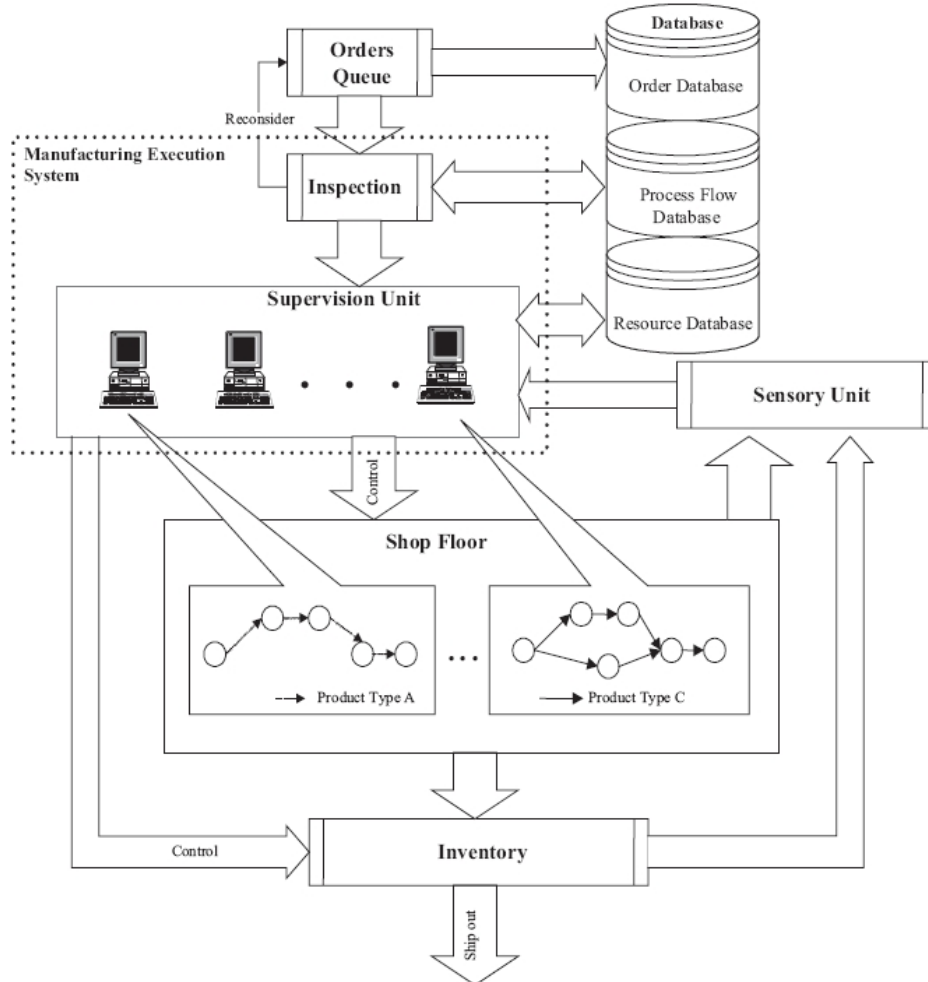 Database
Orders
Queue
Order Database
Reconsider
Manufacturing Execution
System
Inspection
Process Flow
Database
Supervision Unit
Resource Database
Sensory Unit
Control
Shop Floor
Product Type A
Product Type C
Control
Inventory
Ship out